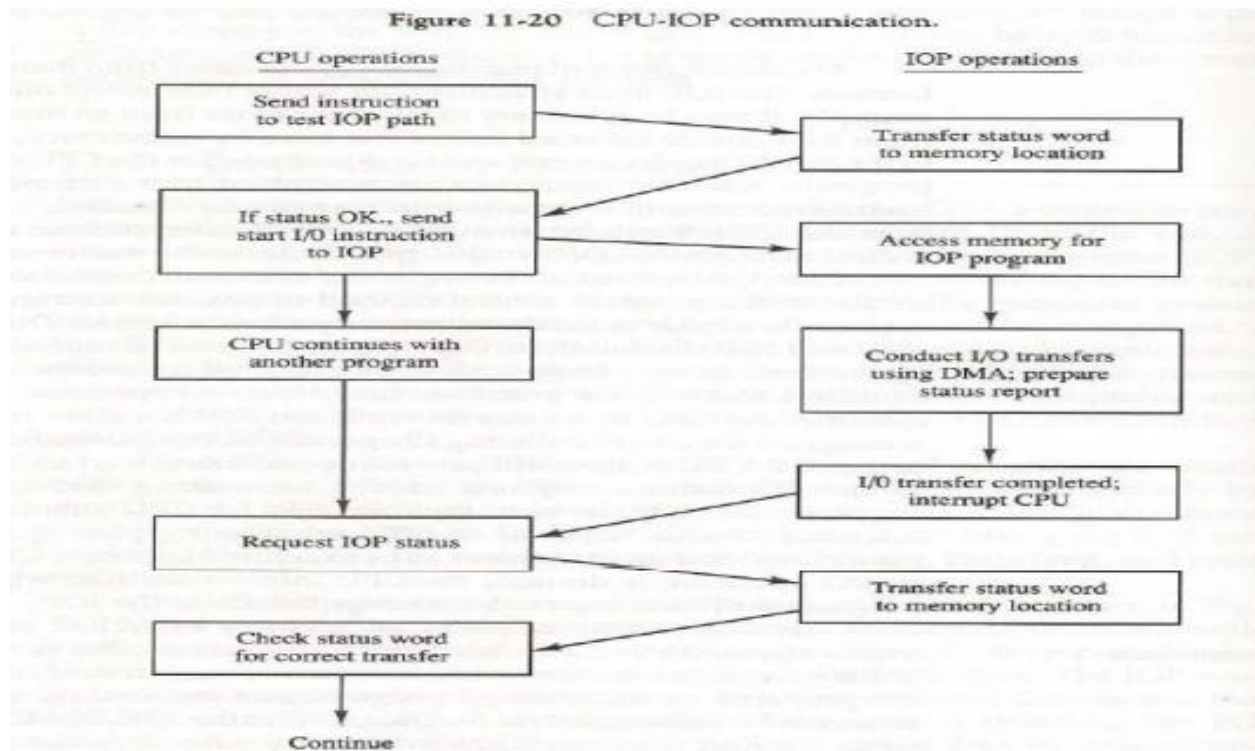 Figure 11-20 CPU-IOP communication.
CPU operations
IOP operations
Send instruction
to test IOP path
Transfer status word
to memory location
If status OK., send
start I/0 instruction
to IOP
Access memory for
IOP program
CPU continues with
another program
Conduct I/O transfers
using DMA; prepare
status report
I/0 transfer completed;
interrupt CPU
Request IOP status
Transfer status word
to memory location
Check status word
for correct transfer
Continue